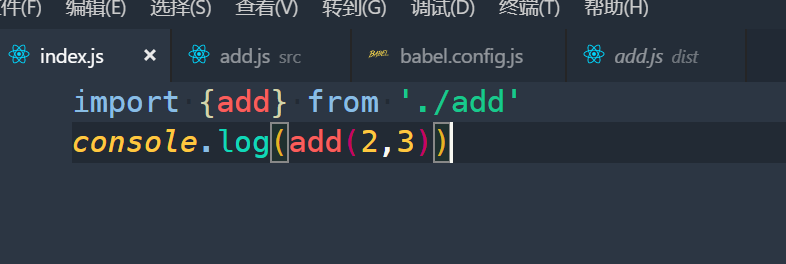 件(F) 编辑(E) 选择(S) 查看(V) 转到(G) 调试(D) 终端(T) 帮助(H)
index.js × add.js src BABEL babel.config.js add.js dist
import {add} from './add'
console.log(add(2,3))